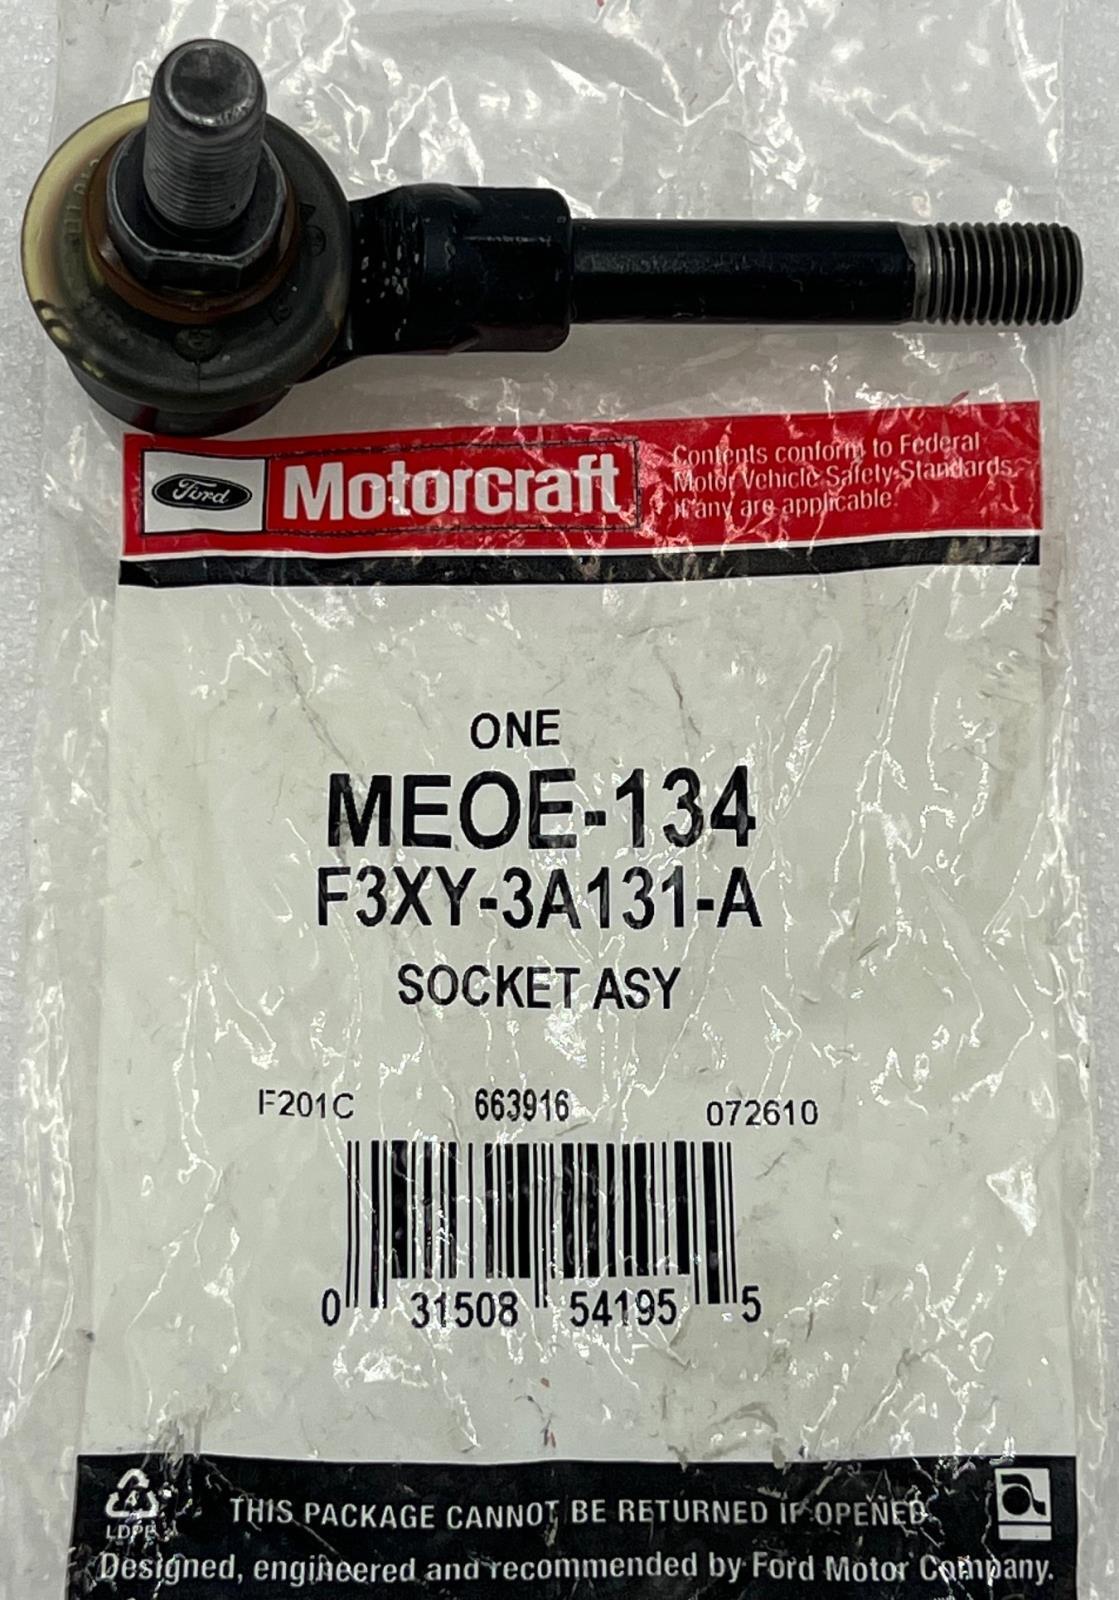 Ford
Motorcraft
Contents conform to Federal
Motor Vehicle Safety Standards,
if any are applicable.
ONE
MEOE-134
F3XY-3A131-A
SOCKET ASY
F201C 663916 072610
0 31508 54195 5
4
LDPE
THIS PACKAGE CANNOT BE RETURNED IF OPENED
Designed, engineered and recommended by Ford Motor Company.